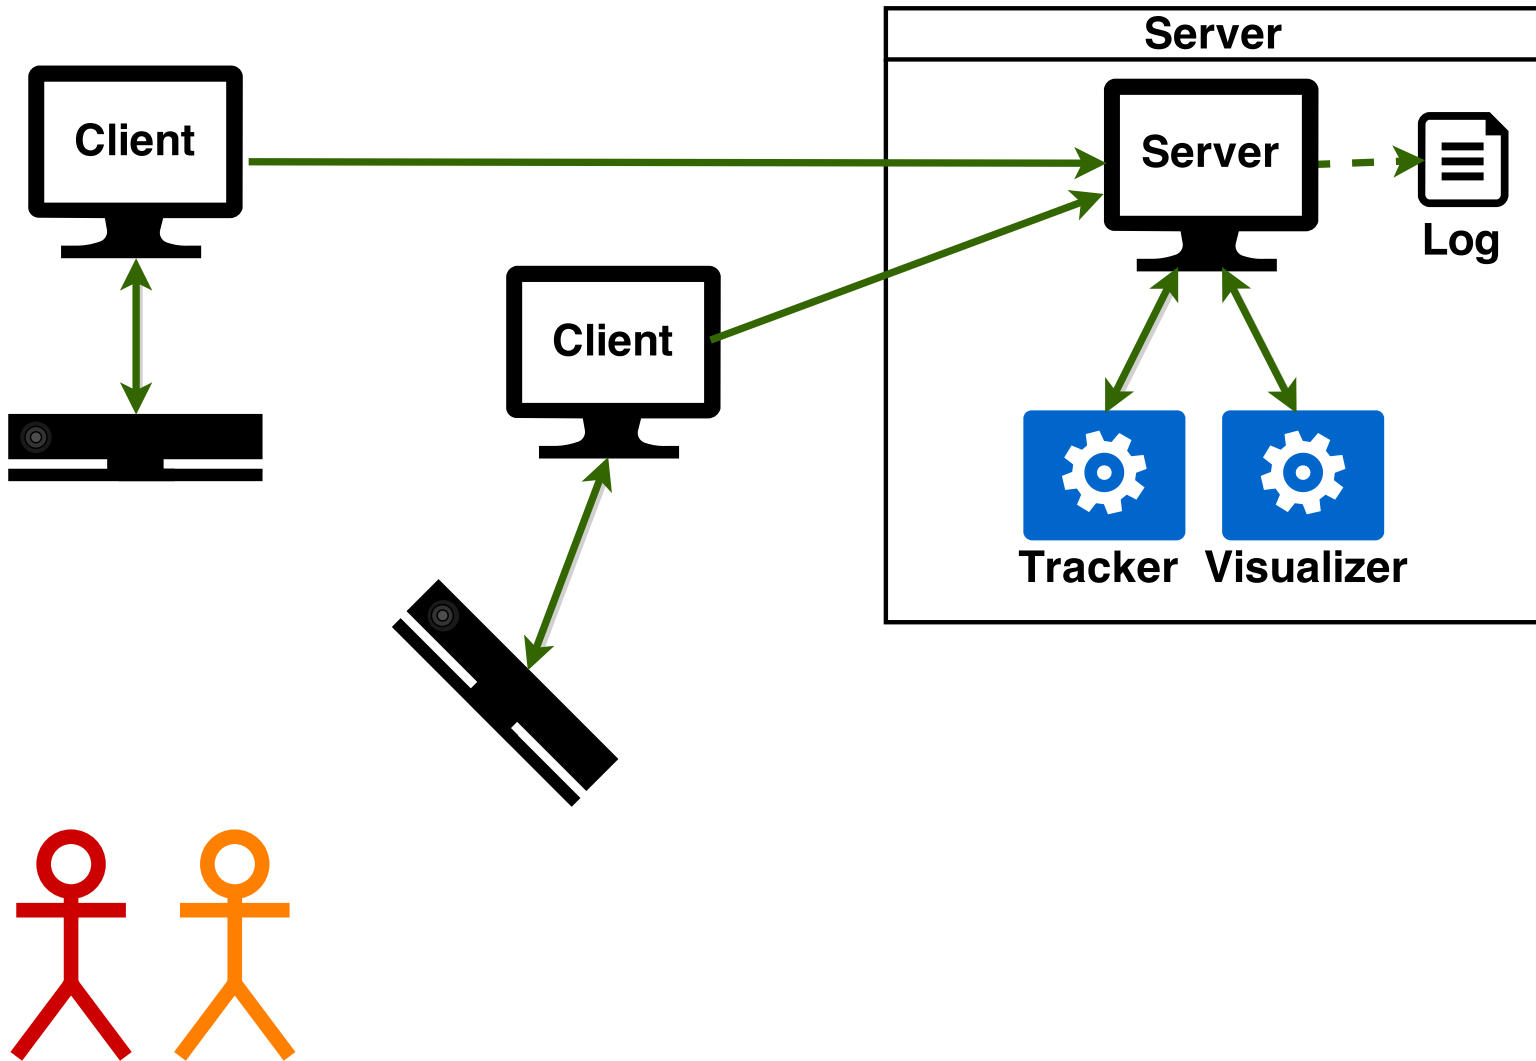 Server
Client
Server
Log
Client
Tracker
Visualizer